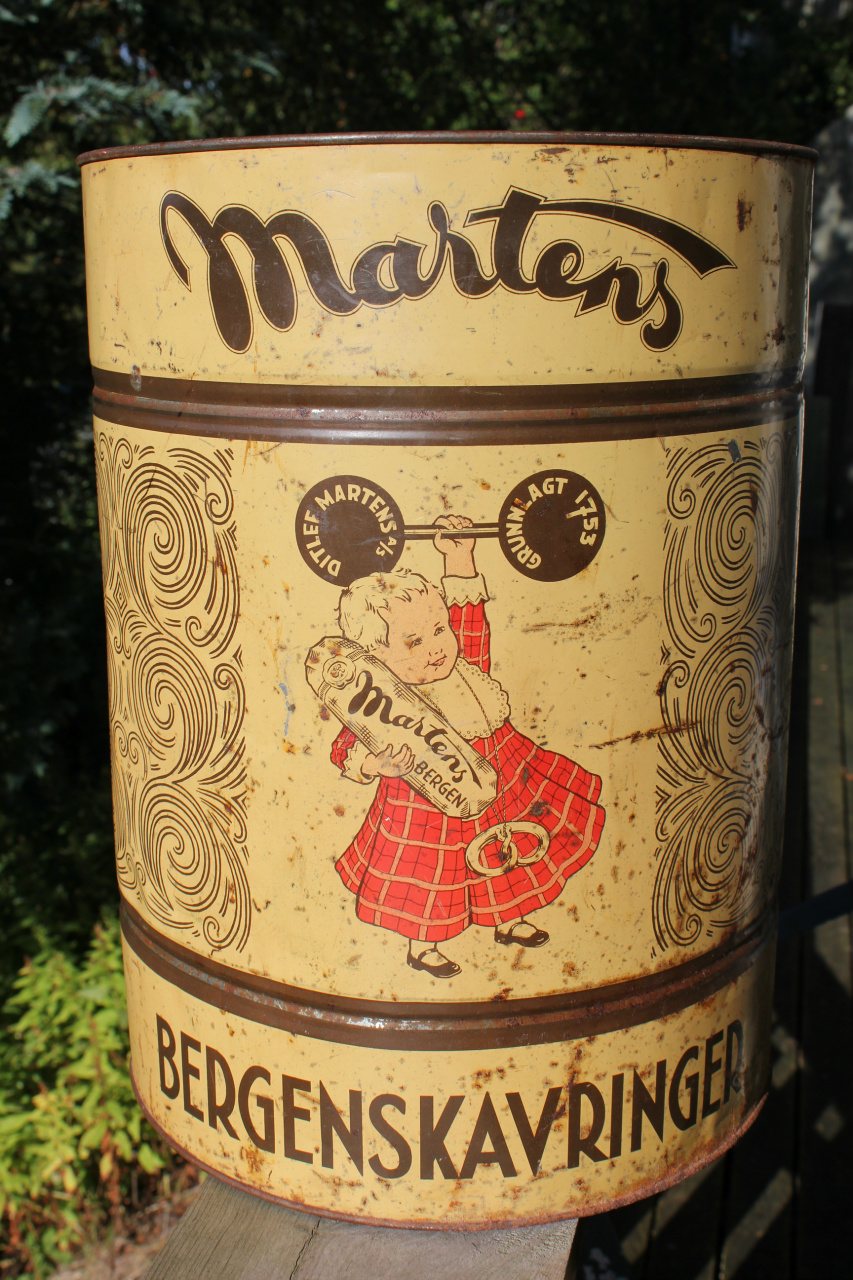 Martens
DITLEF MARTENS A/S
GRUNNLAGT 1753
Martens
BERGEN
BERGENSKAVRINGER